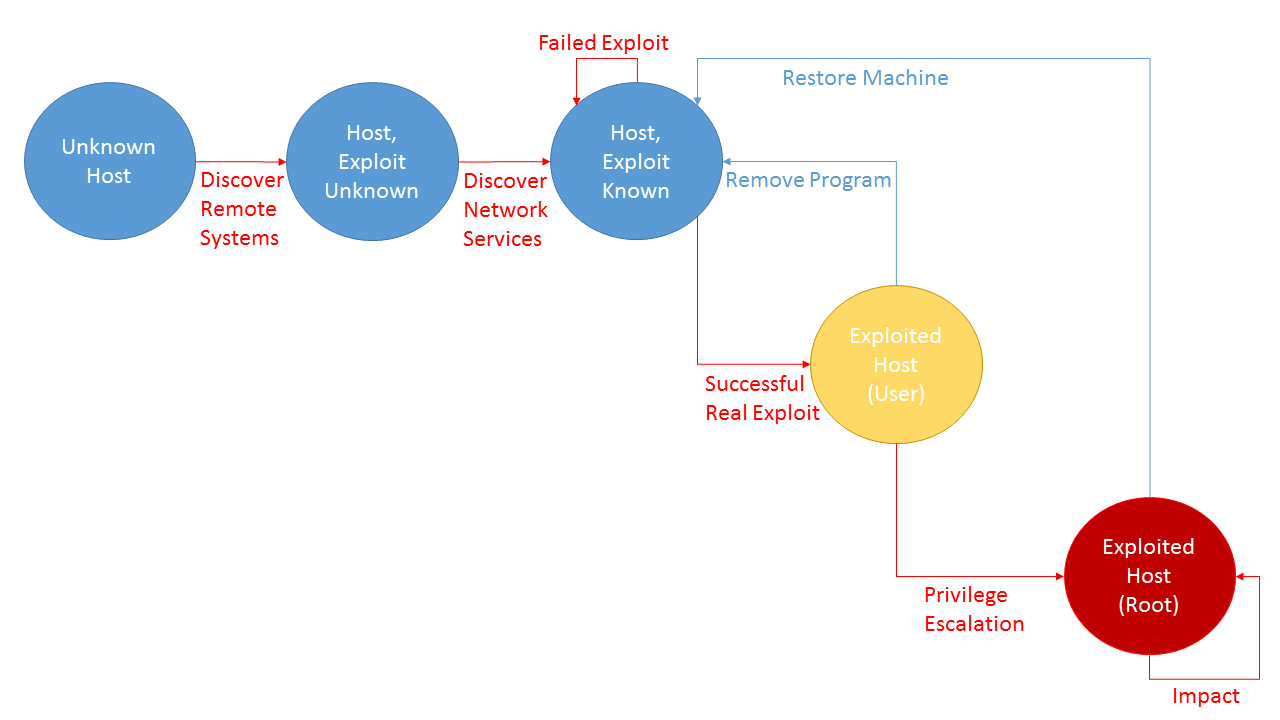 Failed Exploit
Restore Machine
Unknown
Host
Host,
Exploit
Unknown
Host,
Exploit
Known
Discover
Remote
Systems
Discover
Network
Services
Remove Program
Exploited
Host
(User)
Successful
Real Exploit
Exploited
Host
(Root)
Privilege
Escalation
Impact